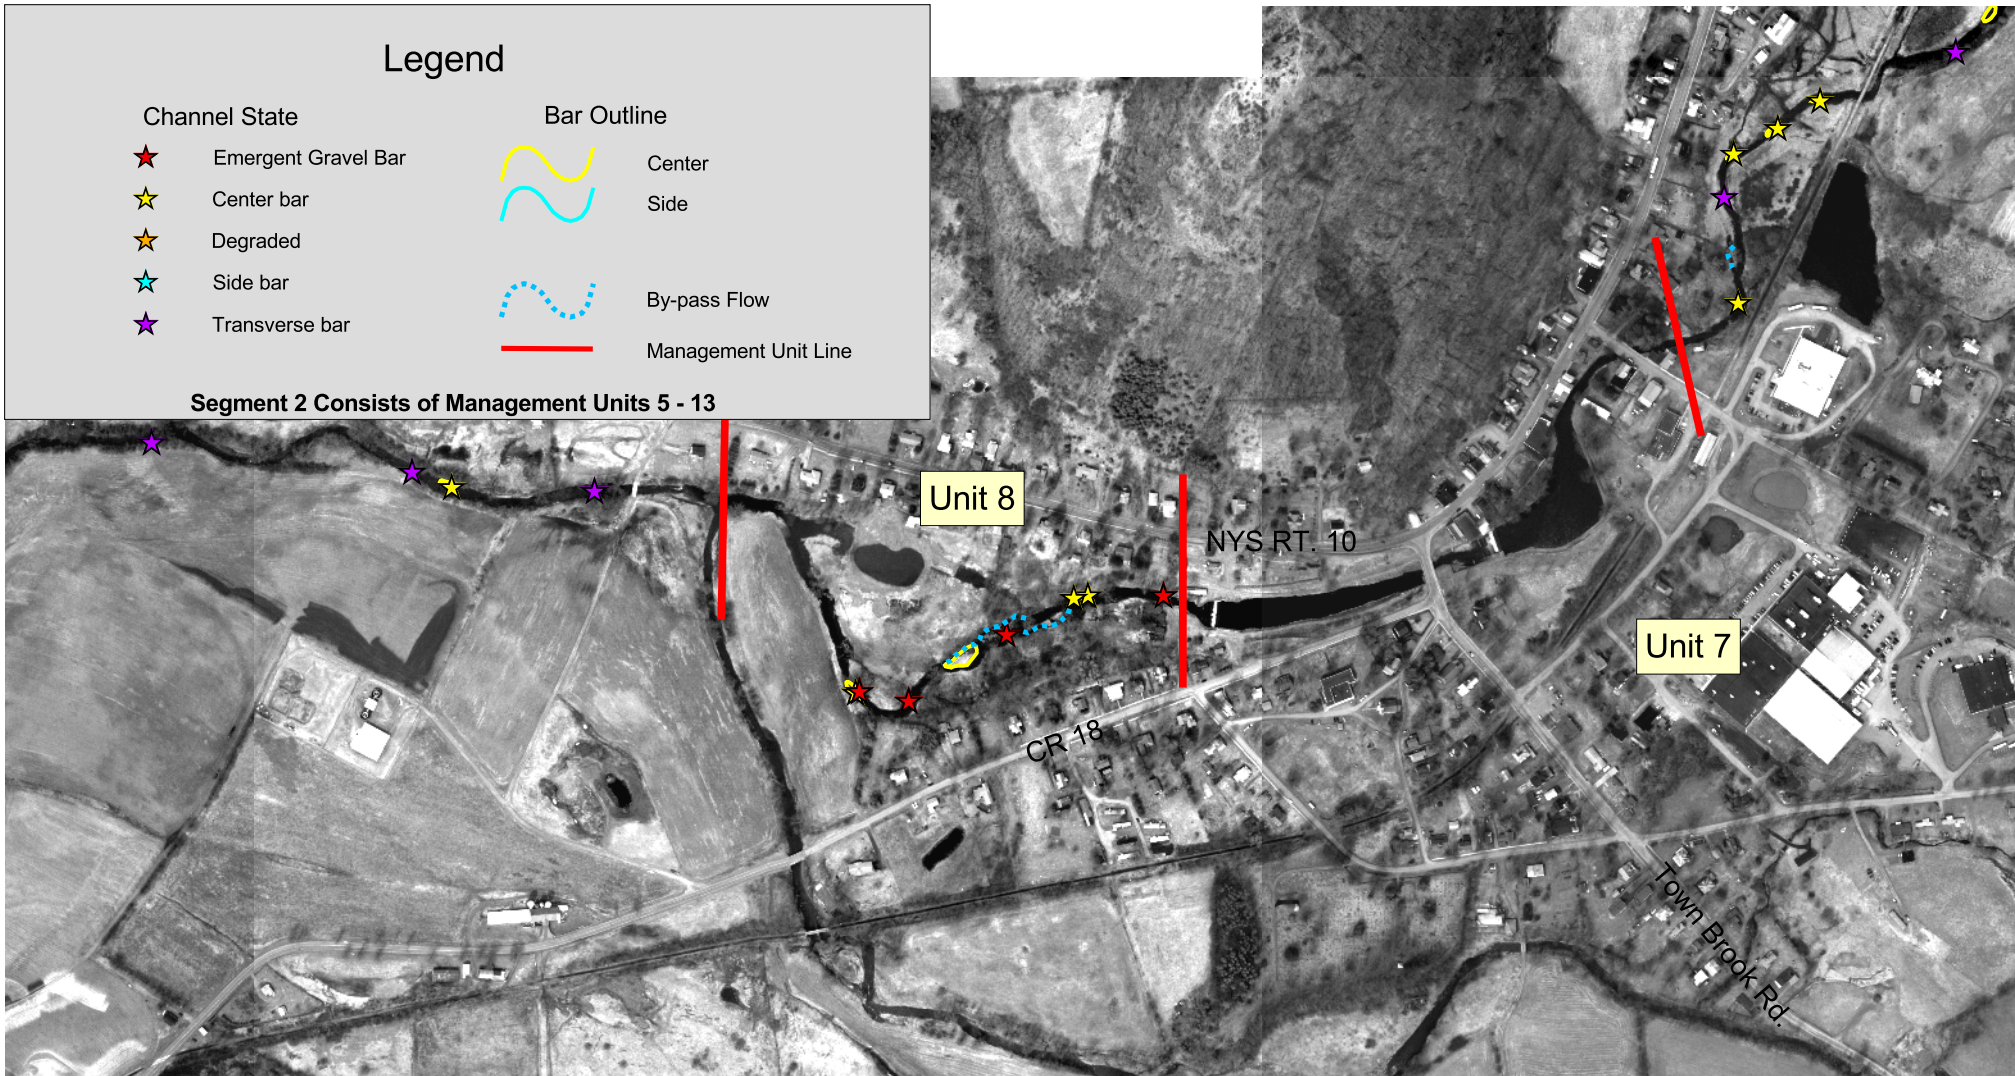 Legend
Channel State
Emergent Gravel Bar
Center bar
Degraded
Side bar
Transverse bar
Bar Outline
Center
Side
By-pass Flow
Management Unit Line
Segment 2 Consists of Management Units 5 - 13
Unit 8
NYS RT. 10
Unit 7
CR 18
Town Brook Rd.